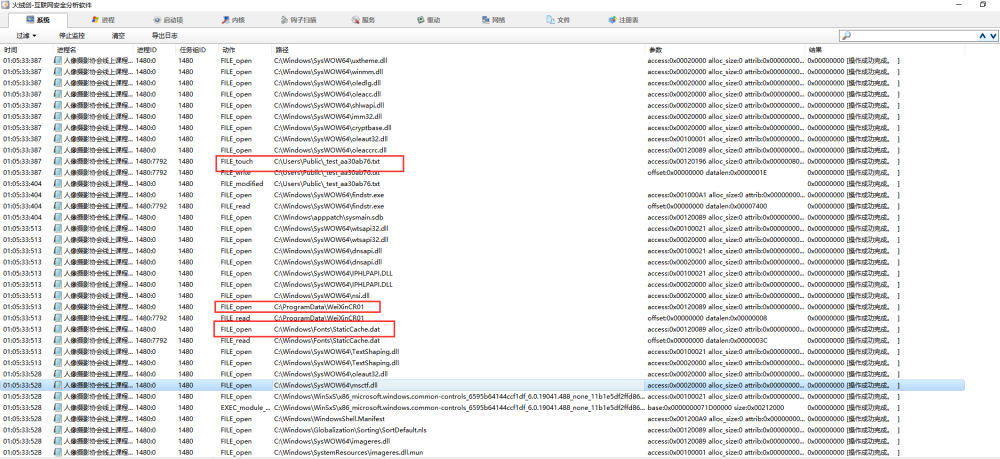 火绒剑-互联网安全分析软件
系统 进程 启动项 内核 钩子扫描 服务 驱动 网络 文件 注册表
过滤 停止监控 清空 导出日志
时间 进程名 进程ID 任务组ID 动作 路径 参数 结果
01:05:33:387 人像摄影协会线上课程... 1480:0 1480 FILE_open C:\Windows\SysWOW64\uxtheme.dll access:0x00020000 alloc_size:0 attrib:0x00000000... 0x00000000 [操作成功完成。 ]
01:05:33:387 人像摄影协会线上课程... 1480:0 1480 FILE_open C:\Windows\SysWOW64\winmm.dll access:0x00020000 alloc_size:0 attrib:0x00000000... 0x00000000 [操作成功完成。 ]
01:05:33:387 人像摄影协会线上课程... 1480:0 1480 FILE_open C:\Windows\SysWOW64\oledlg.dll access:0x00020000 alloc_size:0 attrib:0x00000000... 0x00000000 [操作成功完成。 ]
01:05:33:387 人像摄影协会线上课程... 1480:0 1480 FILE_open C:\Windows\SysWOW64\oleacc.dll access:0x00020000 alloc_size:0 attrib:0x00000000... 0x00000000 [操作成功完成。 ]
01:05:33:387 人像摄影协会线上课程... 1480:0 1480 FILE_open C:\Windows\SysWOW64\shlwapi.dll access:0x00020000 alloc_size:0 attrib:0x00000000... 0x00000000 [操作成功完成。 ]
01:05:33:387 人像摄影协会线上课程... 1480:0 1480 FILE_open C:\Windows\SysWOW64\imm32.dll access:0x00020000 alloc_size:0 attrib:0x00000000... 0x00000000 [操作成功完成。 ]
01:05:33:387 人像摄影协会线上课程... 1480:0 1480 FILE_open C:\Windows\SysWOW64\cryptbase.dll access:0x00020000 alloc_size:0 attrib:0x00000000... 0x00000000 [操作成功完成。 ]
01:05:33:387 人像摄影协会线上课程... 1480:0 1480 FILE_open C:\Windows\SysWOW64\oleaut32.dll access:0x00100001 alloc_size:0 attrib:0x00000000... 0x00000000 [操作成功完成。 ]
01:05:33:387 人像摄影协会线上课程... 1480:0 1480 FILE_open C:\Windows\SysWOW64\oleaccrc.dll access:0x00120089 alloc_size:0 attrib:0x00000000... 0x00000000 [操作成功完成。 ]
01:05:33:387 人像摄影协会线上课程... 1480:7792 1480 FILE_touch C:\Users\Public\_test_aa30ab76.txt access:0x00120196 alloc_size:0 attrib:0x00000080... 0x00000000 [操作成功完成。 ]
01:05:33:387 人像摄影协会线上课程... 1480:7792 1480 FILE_write C:\Users\Public\_test_aa30ab76.txt offset:0x00000000 datalen:0x0000001E 0x00000000 [操作成功完成。 ]
01:05:33:404 人像摄影协会线上课程... 1480:7792 1480 FILE_modified C:\Users\Public\_test_aa30ab76.txt 0x00000000 [操作成功完成。 ]
01:05:33:404 人像摄影协会线上课程... 1480:0 1480 FILE_open C:\Windows\SysWOW64\findstr.exe access:0x001000A1 alloc_size:0 attrib:0x00000000... 0x00000000 [操作成功完成。 ]
01:05:33:404 人像摄影协会线上课程... 1480:7792 1480 FILE_read C:\Windows\SysWOW64\findstr.exe offset:0x00000000 datalen:0x00007400 0x00000000 [操作成功完成。 ]
01:05:33:404 人像摄影协会线上课程... 1480:0 1480 FILE_open C:\Windows\apppatch\sysmain.sdb access:0x00120089 alloc_size:0 attrib:0x00000000... 0x00000000 [操作成功完成。 ]
01:05:33:513 人像摄影协会线上课程... 1480:0 1480 FILE_open C:\Windows\SysWOW64\wtsapi32.dll access:0x00100021 alloc_size:0 attrib:0x00000000... 0x00000000 [操作成功完成。 ]
01:05:33:513 人像摄影协会线上课程... 1480:0 1480 FILE_open C:\Windows\SysWOW64\wtsapi32.dll access:0x00020000 alloc_size:0 attrib:0x00000000... 0x00000000 [操作成功完成。 ]
01:05:33:513 人像摄影协会线上课程... 1480:0 1480 FILE_open C:\Windows\SysWOW64\dnsapi.dll access:0x00100021 alloc_size:0 attrib:0x00000000... 0x00000000 [操作成功完成。 ]
01:05:33:513 人像摄影协会线上课程... 1480:0 1480 FILE_open C:\Windows\SysWOW64\dnsapi.dll access:0x00020000 alloc_size:0 attrib:0x00000000... 0x00000000 [操作成功完成。 ]
01:05:33:513 人像摄影协会线上课程... 1480:0 1480 FILE_open C:\Windows\SysWOW64\IPHLPAPI.DLL access:0x00100021 alloc_size:0 attrib:0x00000000... 0x00000000 [操作成功完成。 ]
01:05:33:513 人像摄影协会线上课程... 1480:0 1480 FILE_open C:\Windows\SysWOW64\IPHLPAPI.DLL access:0x00020000 alloc_size:0 attrib:0x00000000... 0x00000000 [操作成功完成。 ]
01:05:33:513 人像摄影协会线上课程... 1480:0 1480 FILE_open C:\Windows\SysWOW64\nsi.dll access:0x00020000 alloc_size:0 attrib:0x00000000... 0x00000000 [操作成功完成。 ]
01:05:33:513 人像摄影协会线上课程... 1480:0 1480 FILE_open C:\ProgramData\WeiXinCR01 access:0x00120089 alloc_size:0 attrib:0x00000000... 0x00000000 [操作成功完成。 ]
01:05:33:513 人像摄影协会线上课程... 1480:7792 1480 FILE_read C:\ProgramData\WeiXinCR01 offset:0x00000000 datalen:0x00000008 0x00000000 [操作成功完成。 ]
01:05:33:513 人像摄影协会线上课程... 1480:0 1480 FILE_open C:\Windows\Fonts\StaticCache.dat access:0x00120089 alloc_size:0 attrib:0x00000000... 0x00000000 [操作成功完成。 ]
01:05:33:513 人像摄影协会线上课程... 1480:7792 1480 FILE_read C:\Windows\Fonts\StaticCache.dat offset:0x00000000 datalen:0x0000003C 0x00000000 [操作成功完成。 ]
01:05:33:513 人像摄影协会线上课程... 1480:0 1480 FILE_open C:\Windows\SysWOW64\TextShaping.dll access:0x00100021 alloc_size:0 attrib:0x00000000... 0x00000000 [操作成功完成。 ]
01:05:33:513 人像摄影协会线上课程... 1480:0 1480 FILE_open C:\Windows\SysWOW64\TextShaping.dll access:0x00020000 alloc_size:0 attrib:0x00000000... 0x00000000 [操作成功完成。 ]
01:05:33:528 人像摄影协会线上课程... 1480:0 1480 FILE_open C:\Windows\SysWOW64\oleaut32.dll access:0x00020000 alloc_size:0 attrib:0x00000000... 0x00000000 [操作成功完成。 ]
01:05:33:528 人像摄影协会线上课程... 1480:0 1480 FILE_open C:\Windows\SysWOW64\msctf.dll access:0x00020000 alloc_size:0 attrib:0x00000000... 0x00000000 [操作成功完成。 ]
01:05:33:528 人像摄影协会线上课程... 1480:0 1480 FILE_open C:\Windows\WinSxS\x86_microsoft.windows.common-controls_6595b64144ccf1df_6.0.19041.488_none_11b1e5df2ffd86... access:0x00100021 alloc_size:0 attrib:0x00000000... 0x00000000 [操作成功完成。 ]
01:05:33:528 人像摄影协会线上课程... 1480:0 1480 EXEC_module_... C:\Windows\WinSxS\x86_microsoft.windows.common-controls_6595b64144ccf1df_6.0.19041.488_none_11b1e5df2ffd86... base:0x0000000071D00000 size:0x00212000 0x00000000 [操作成功完成。 ]
01:05:33:528 人像摄影协会线上课程... 1480:0 1480 FILE_open C:\Windows\WindowsShell.Manifest access:0x001200A9 alloc_size:0 attrib:0x00000000... 0x00000000 [操作成功完成。 ]
01:05:33:528 人像摄影协会线上课程... 1480:0 1480 FILE_open C:\Windows\Globalization\Sorting\SortDefault.nls access:0x00120089 alloc_size:0 attrib:0x00000000... 0x00000000 [操作成功完成。 ]
01:05:33:528 人像摄影协会线上课程... 1480:0 1480 FILE_open C:\Windows\SysWOW64\imageres.dll access:0x00120089 alloc_size:0 attrib:0x00000000... 0x00000000 [操作成功完成。 ]
01:05:33:528 人像摄影协会线上课程... 1480:0 1480 FILE_open C:\Windows\SystemResources\imageres.dll.mun access:0x00100001 alloc_size:0 attrib:0x00000000... 0x00000000 [操作成功完成。 ]